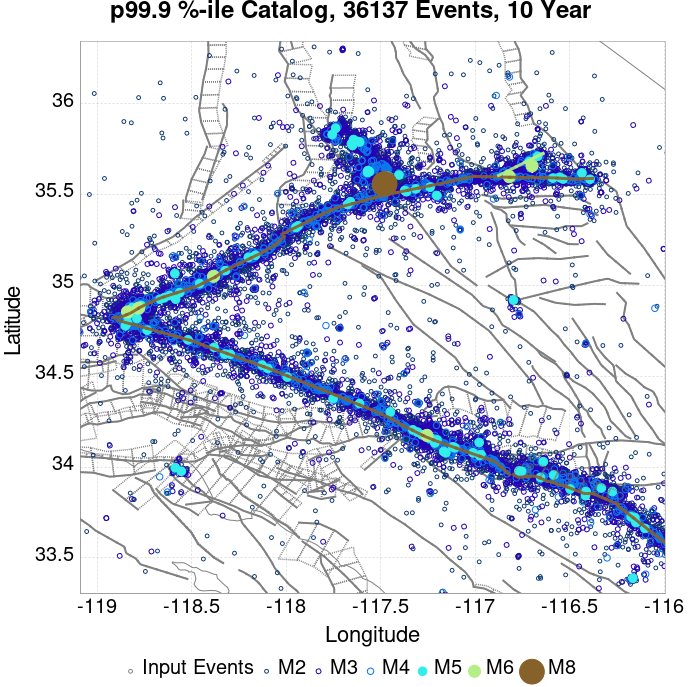 p99.9 %-ile Catalog, 36137 Events, 10 Year
36
35.5
35
34.5
34
33.5
Latitude
-119 -118.5 -118 -117.5 -117 -116.5 -116
Longitude
Input Events M2 M3 M4 M5 M6 M8